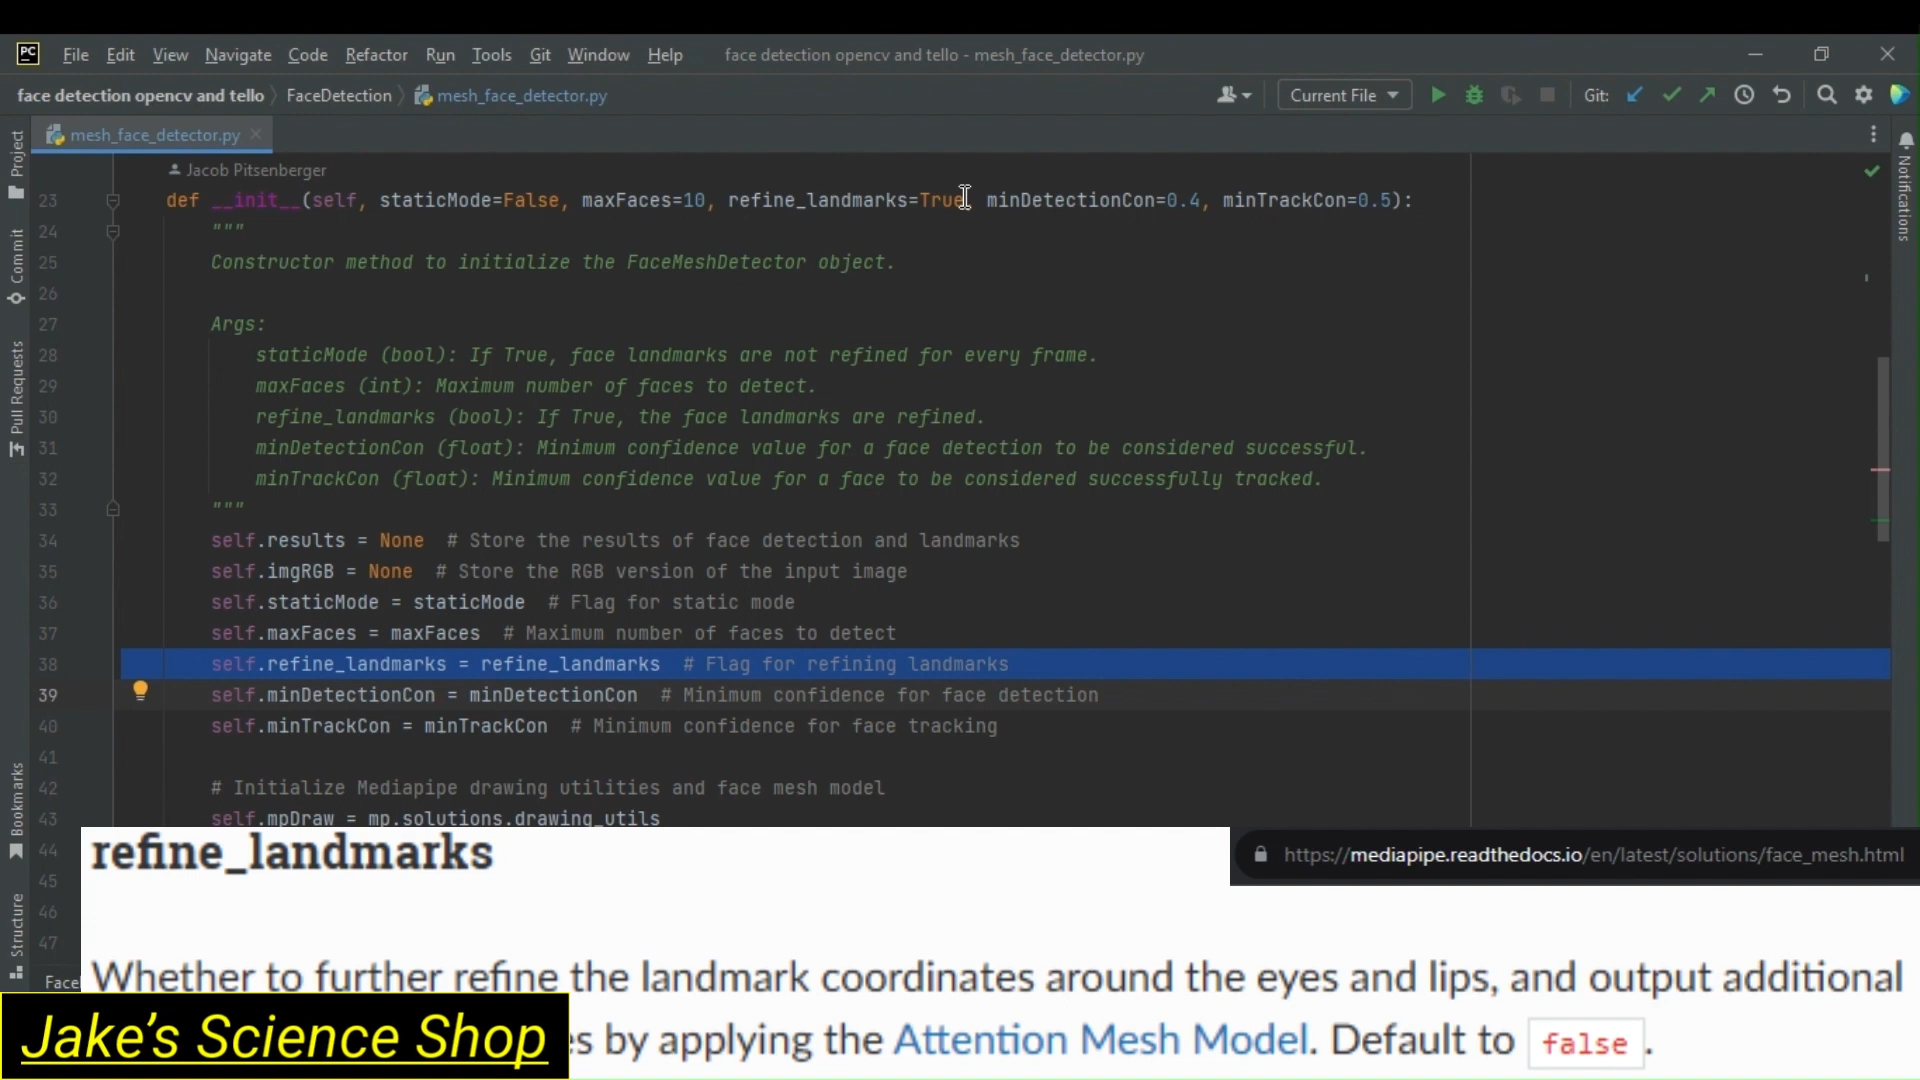 PC File Edit View Navigate Code Refactor Run Tools Git Window Help face detection opencv and tello - mesh_face_detector.py
face detection opencv and tello FaceDetection mesh_face_detector.py Current File Git:
mesh_face_detector.py
Project
Commit
Pull Requests
Bookmarks
Structure
Notifications
Jacob Pitsenberger
23 def __init__(self, staticMode=False, maxFaces=10, refine_landmarks=True, minDetectionCon=0.4, minTrackCon=0.5):
24 """
25 Constructor method to initialize the FaceMeshDetector object.
26
27 Args:
28 staticMode (bool): If True, face landmarks are not refined for every frame.
29 maxFaces (int): Maximum number of faces to detect.
30 refine_landmarks (bool): If True, the face landmarks are refined.
31 minDetectionCon (float): Minimum confidence value for a face detection to be considered successful.
32 minTrackCon (float): Minimum confidence value for a face to be considered successfully tracked.
33 """
34 self.results = None # Store the results of face detection and landmarks
35 self.imgRGB = None # Store the RGB version of the input image
36 self.staticMode = staticMode # Flag for static mode
37 self.maxFaces = maxFaces # Maximum number of faces to detect
38 self.refine_landmarks = refine_landmarks # Flag for refining landmarks
39 self.minDetectionCon = minDetectionCon # Minimum confidence for face detection
40 self.minTrackCon = minTrackCon # Minimum confidence for face tracking
41
42 # Initialize Mediapipe drawing utilities and face mesh model
43 self.mpDraw = mp.solutions.drawing_utils
44
45
46
47
refine_landmarks
https://mediapipe.readthedocs.io/en/latest/solutions/face_mesh.html
Whether to further refine the landmark coordinates around the eyes and lips, and output additional
by applying the Attention Mesh Model. Default to false.
Jake's Science Shop